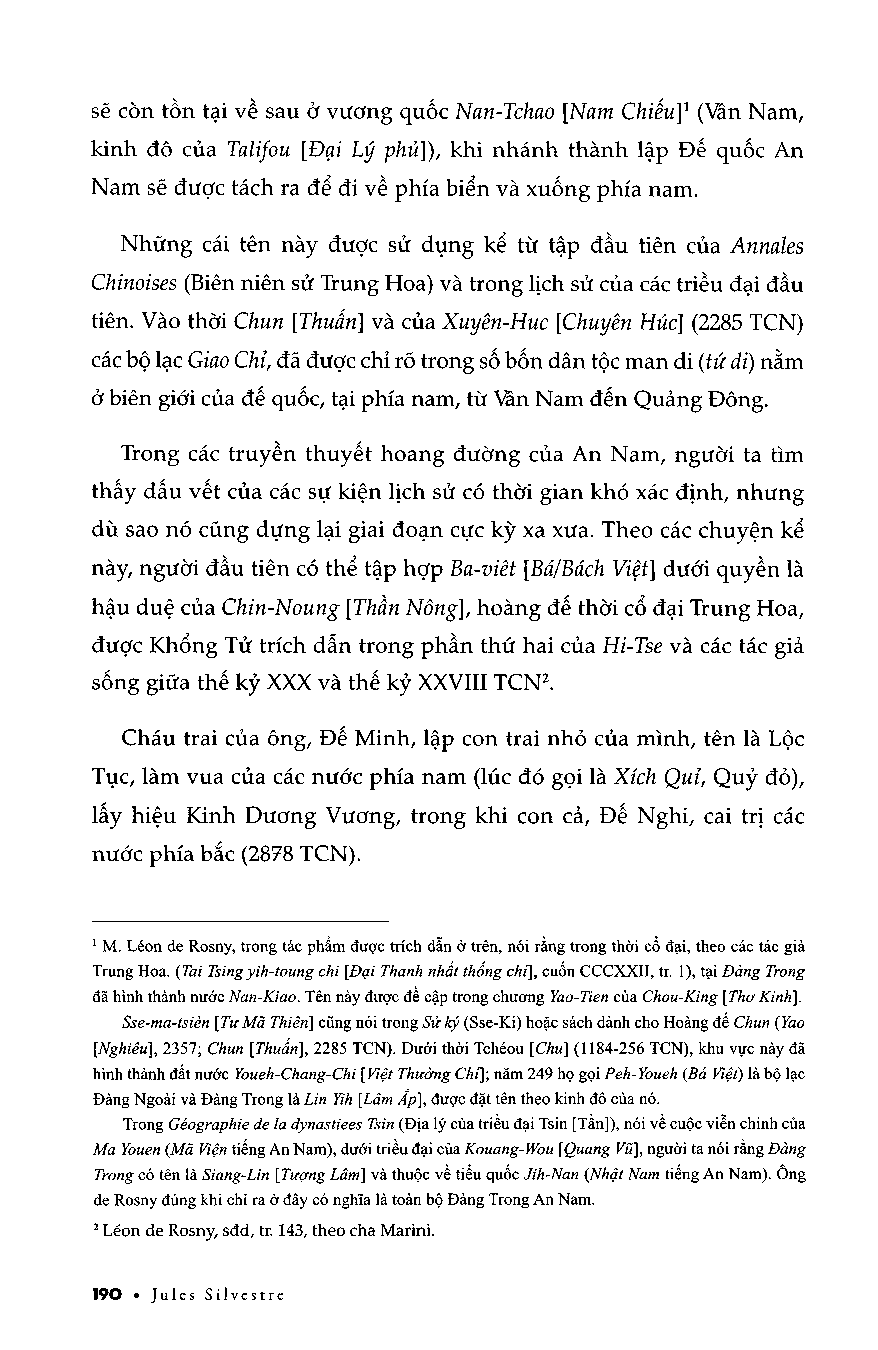 sẽ còn tồn tại về sau ở vương quốc Nan-Tchao [Nam Chiếu]¹ (Vân Nam,
kinh đô của Talifou [Đại Lý phủ]), khi nhánh thành lập Đế quốc An
Nam sẽ được tách ra để đi về phía biển và xuống phía nam.
Những cái tên này được sử dụng kể từ tập đầu tiên của Annales
Chinoises (Biên niên sử Trung Hoa) và trong lịch sử của các triều đại đầu
tiên. Vào thời Chun [Thuấn] và của Xuyên-Huc [Chuyên Húc] (2285 TCN)
các bộ lạc Giao Chỉ, đã được chỉ rõ trong số bốn dân tộc man di (tứ di) nằm
ở biên giới của đế quốc, tại phía nam, từ Vân Nam đến Quảng Đông.
Trong các truyền thuyết hoang đường của An Nam, người ta tìm
thấy dấu vết của các sự kiện lịch sử có thời gian khó xác định, nhưng
dù sao nó cũng dựng lại giai đoạn cực kỳ xa xưa. Theo các chuyện kể
này, người đầu tiên có thể tập hợp Ba-viêt [Bá/Bách Việt] dưới quyền là
hậu duệ của Chin-Noung [Thần Nông], hoàng đế thời cổ đại Trung Hoa,
được Khổng Tử trích dẫn trong phần thứ hai của Hi-Tse và các tác giả
sống giữa thế kỷ XXX và thế kỷ XXVIII TCN².
Cháu trai của ông, Đế Minh, lập con trai nhỏ của mình, tên là Lộc
Tục, làm vua của các nước phía nam (lúc đó gọi là Xích Quỉ, Quỷ đỏ),
lấy hiệu Kinh Dương Vương, trong khi con cả, Đế Nghi, cai trị các
nước phía bắc (2878 TCN).
¹ M. Léon de Rosny, trong tác phẩm được trích dẫn ở trên, nói rằng trong thời cổ đại, theo các tác giả
Trung Hoa. (Tai Tsing yih-toung chi [Đại Thanh nhất thống chí], cuốn CCCXXII, tr. 1), tại Đàng Trong
đã hình thành nước Nan-Kiao. Tên này được đề cập trong chương Yao-Tien của Chou-King [Thơ Kinh].
Sse-ma-tsièn [Tư Mã Thiên] cũng nói trong Sử ký (Sse-Ki) hoặc sách dành cho Hoàng đế Chun (Yao
[Nghiêu], 2357; Chun [Thuấn], 2285 TCN). Dưới thời Tchéou [Chu] (1184-256 TCN), khu vực này đã
hình thành đất nước Youeh-Chang-Chi [Việt Thường Chi]; năm 249 họ gọi Peh-Youeh (Bá Việt) là bộ lạc
Đàng Ngoài và Đàng Trong là Lin Yih [Lâm Ấp], được đặt tên theo kinh đô của nó.
Trong Géographie de la dynastiees Tsin (Địa lý của triều đại Tsin [Tần]), nói về cuộc viễn chinh của
Ma Youen (Mã Viện tiếng An Nam), dưới triều đại của Kouang-Wou [Quang Vũ], người ta nói rằng Đàng
Trong có tên là Siang-Lin [Tượng Lâm] và thuộc về tiểu quốc Jih-Nan (Nhật Nam tiếng An Nam). Ông
de Rosny đúng khi chỉ ra ở đây có nghĩa là toàn bộ Đàng Trong An Nam.
² Léon de Rosny, sđd, tr. 143, theo cha Marini.
190 • Jules Silvestre